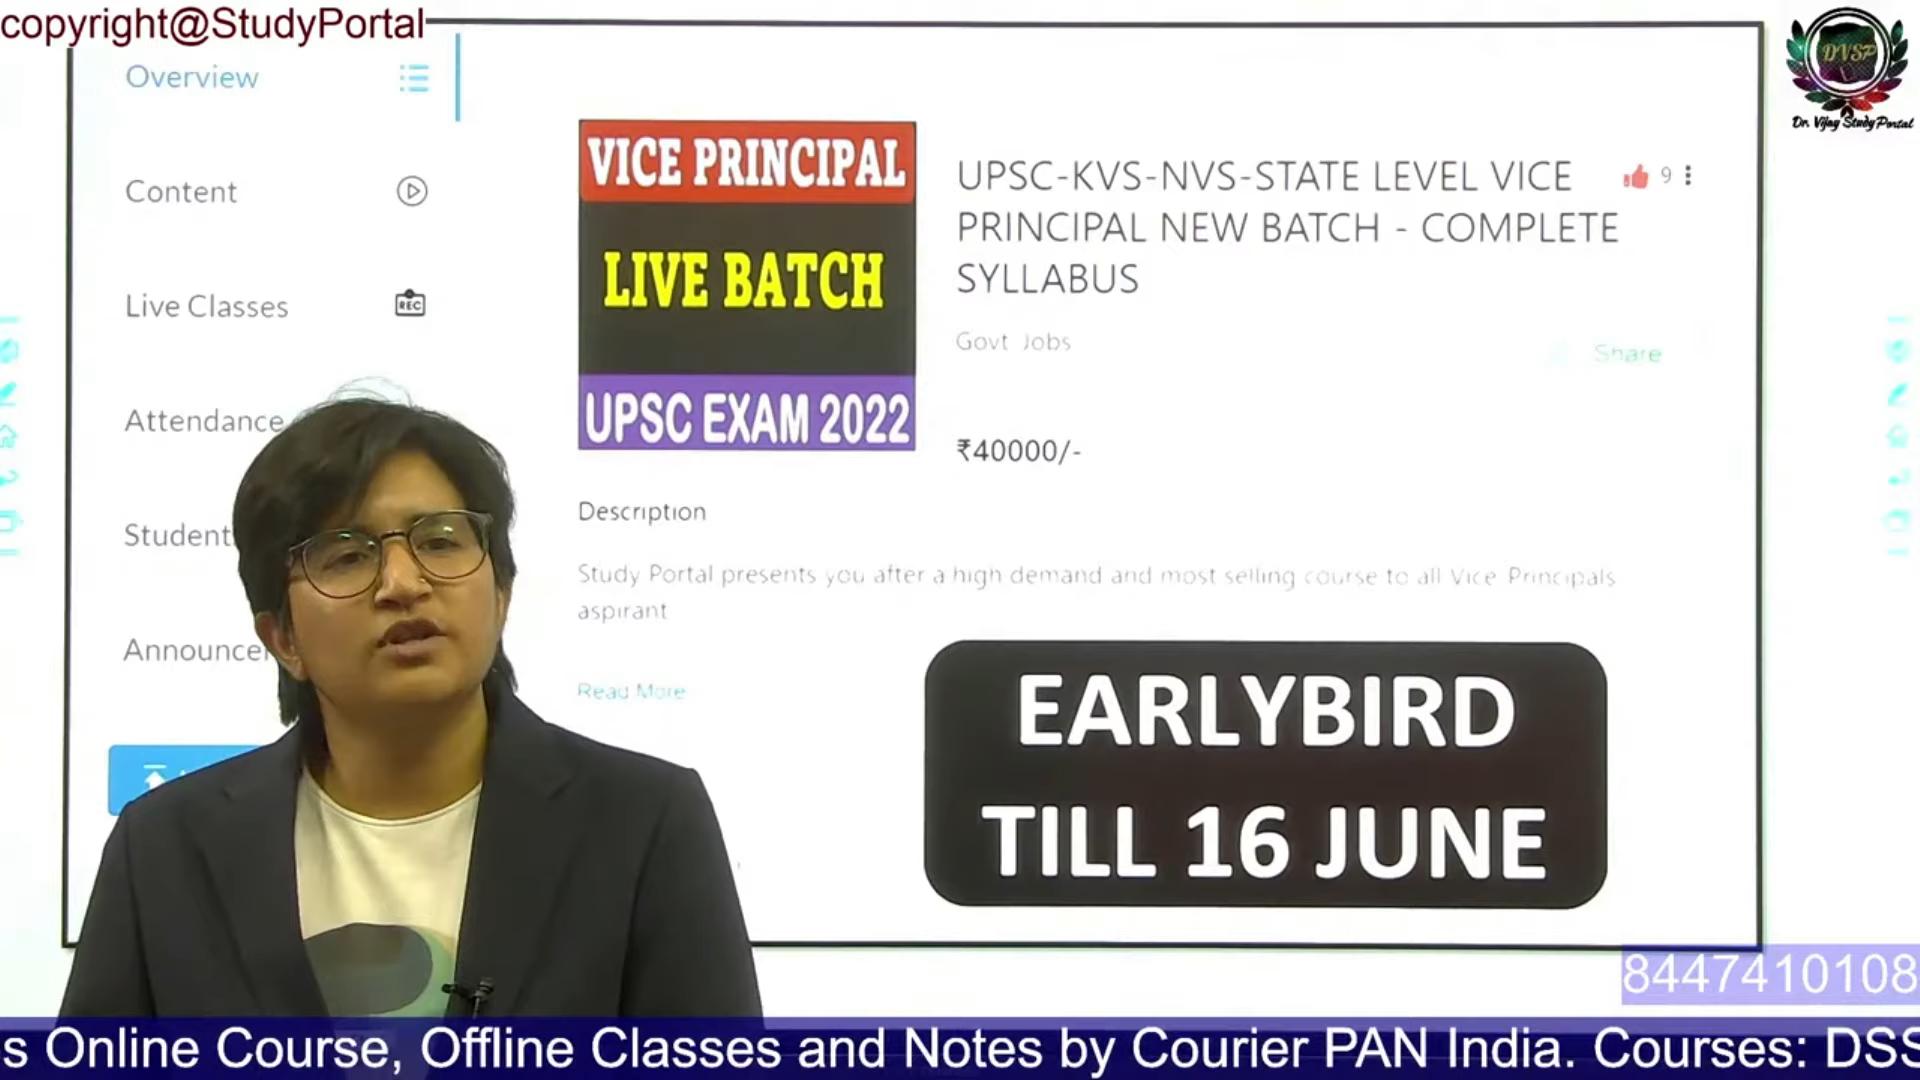 copyright@StudyPortal
DVSP
Dr. Vijay Study Portal
Overview
Content
Live Classes
REC
Attendance
Student
Announce
VICE PRINCIPAL
LIVE BATCH
UPSC EXAM 2022
UPSC-KVS-NVS-STATE LEVEL VICE
PRINCIPAL NEW BATCH - COMPLETE
SYLLABUS
9
Govt Jobs
Share
₹40000/-
Description
Study Portal presents you after a high demand and most selling course to all Vice Principals
aspirant
Read More
EARLYBIRD
TILL 16 JUNE
8447410108
s Online Course, Offline Classes and Notes by Courier PAN India. Courses: DSS